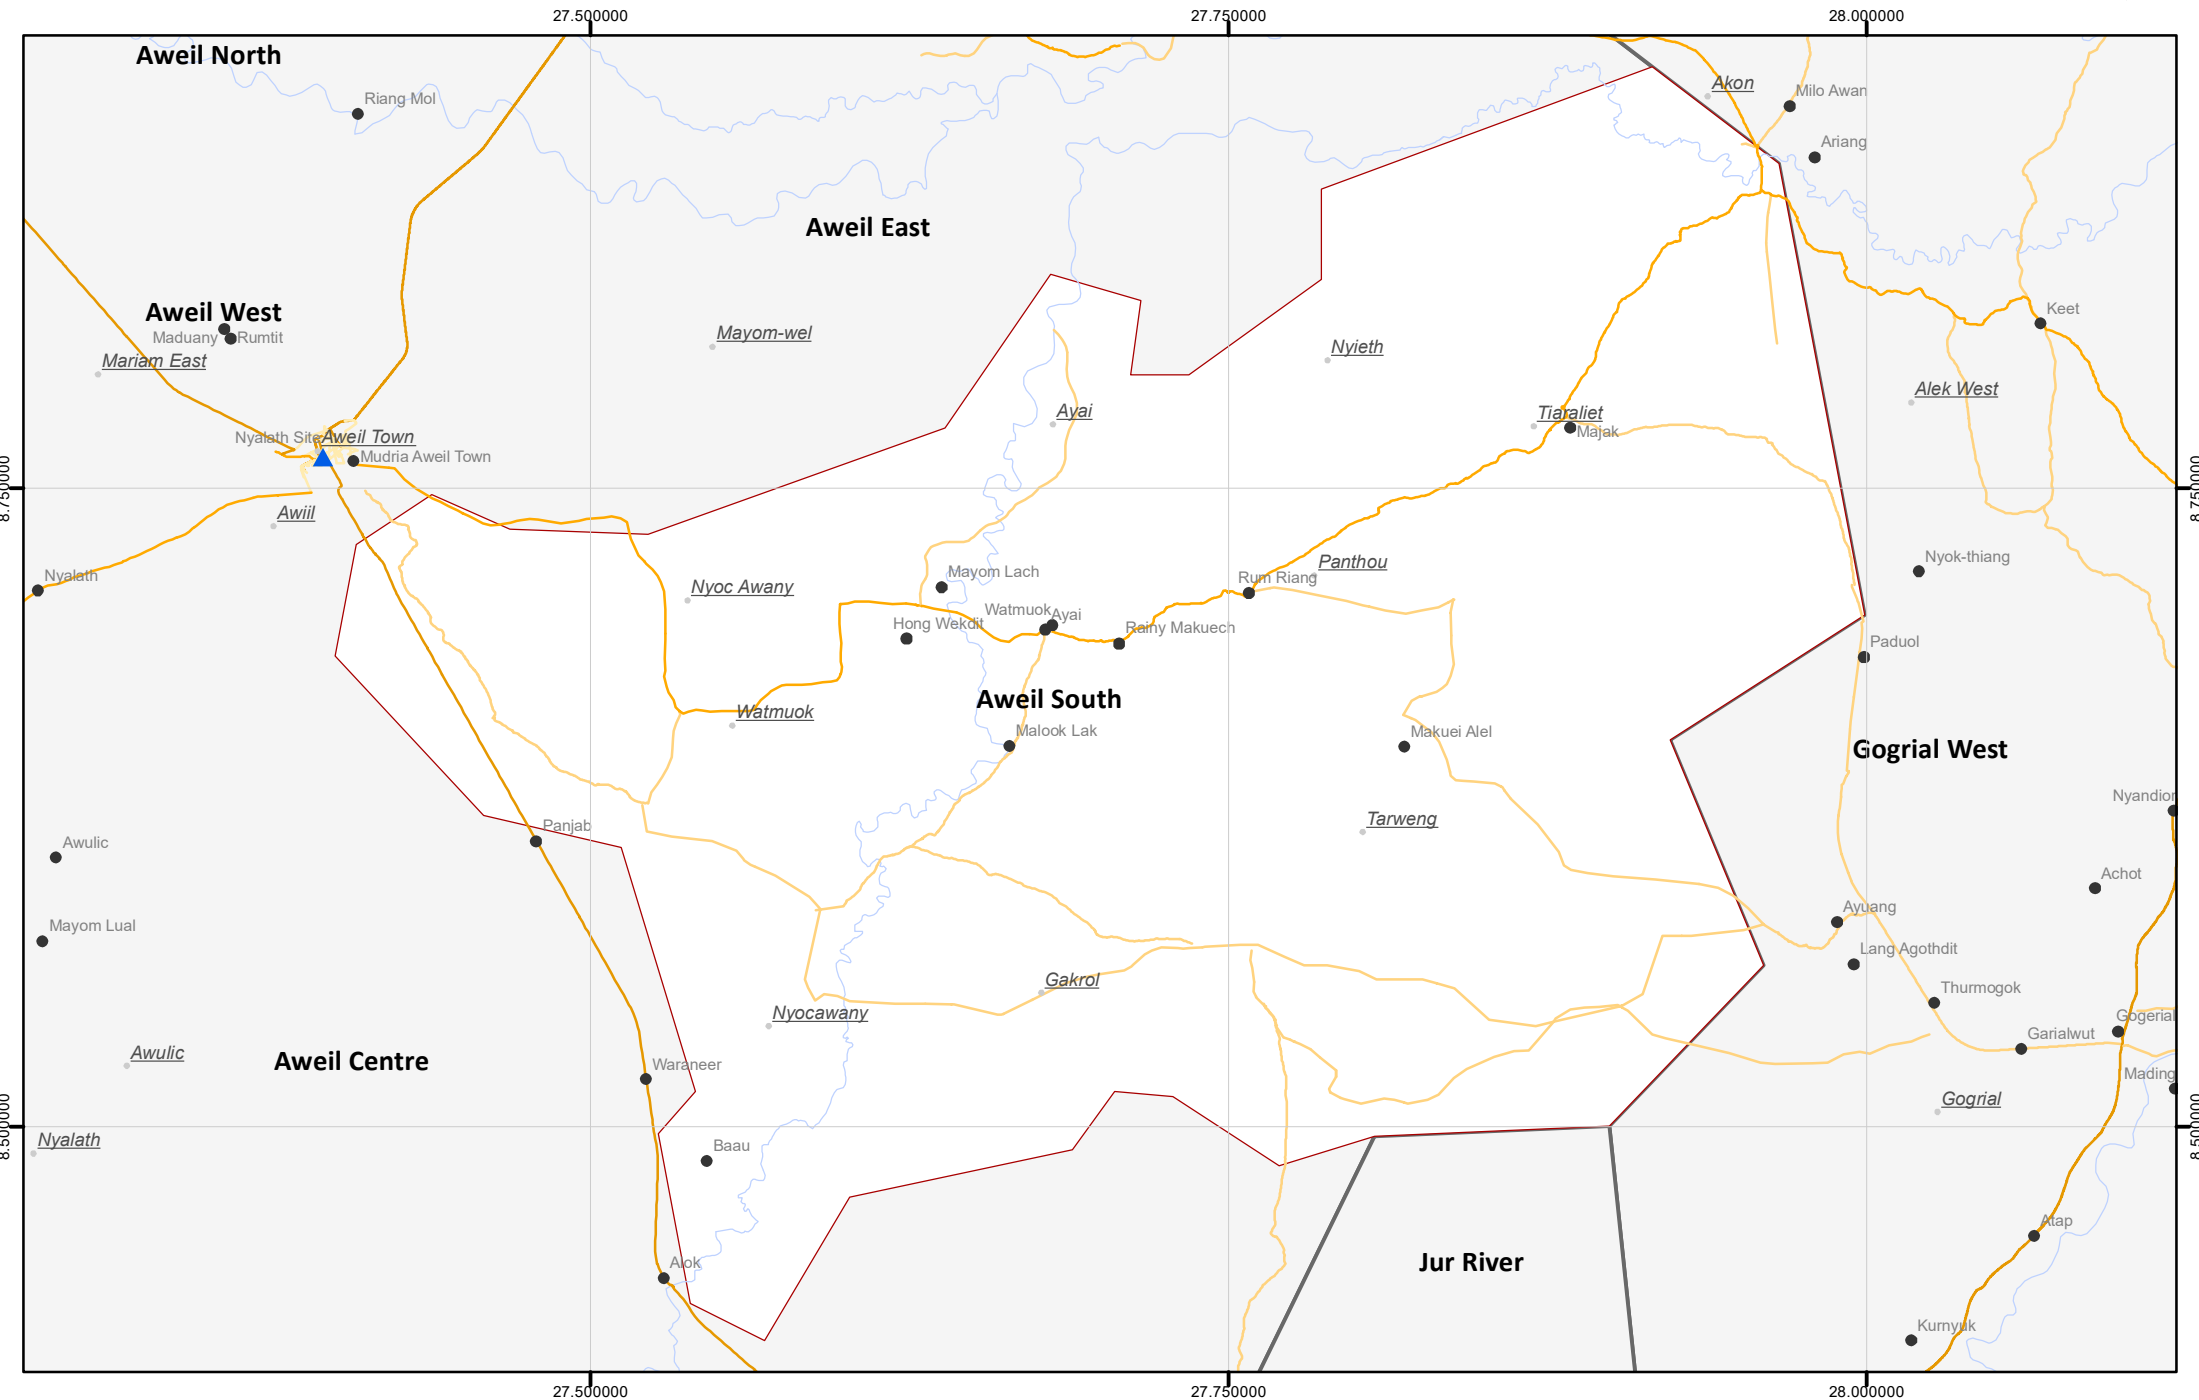 27.500000
27.750000
28.000000
Aweil North
Riang Mol
Akon
Milo Awan
Ariang
Aweil East
Aweil West
Maduany
Rumtit
Mariam East
Mayom-wel
Nyieth
Keet
Alek West
Ayai
Tiaraliet
Majak
Nyalath Site
Aweil Town
Mudria Aweil Town
8.750000
8.750000
Awiil
Nyalath
Nyoc Awany
Mayom Lach
Rum Riang
Panthou
Nyok-thiang
Watmuok
Ayai
Hong Wekdit
Rainy Makuech
Paduol
Aweil South
Watmuok
Malook Lak
Makuei Alel
Gogrial West
Nyandior
Panjab
Tarweng
Awulic
Achot
Mayom Lual
Ayuang
Lang Agothdit
Gakrol
Thurmogok
Nyocawany
Gogerial
Garialwut
Awulic
Aweil Centre
Waraneer
Mading
Gogrial
8.500000
8.500000
Nyalath
Baau
Atap
Alok
Jur River
Kurnyuk
27.500000
27.750000
28.000000